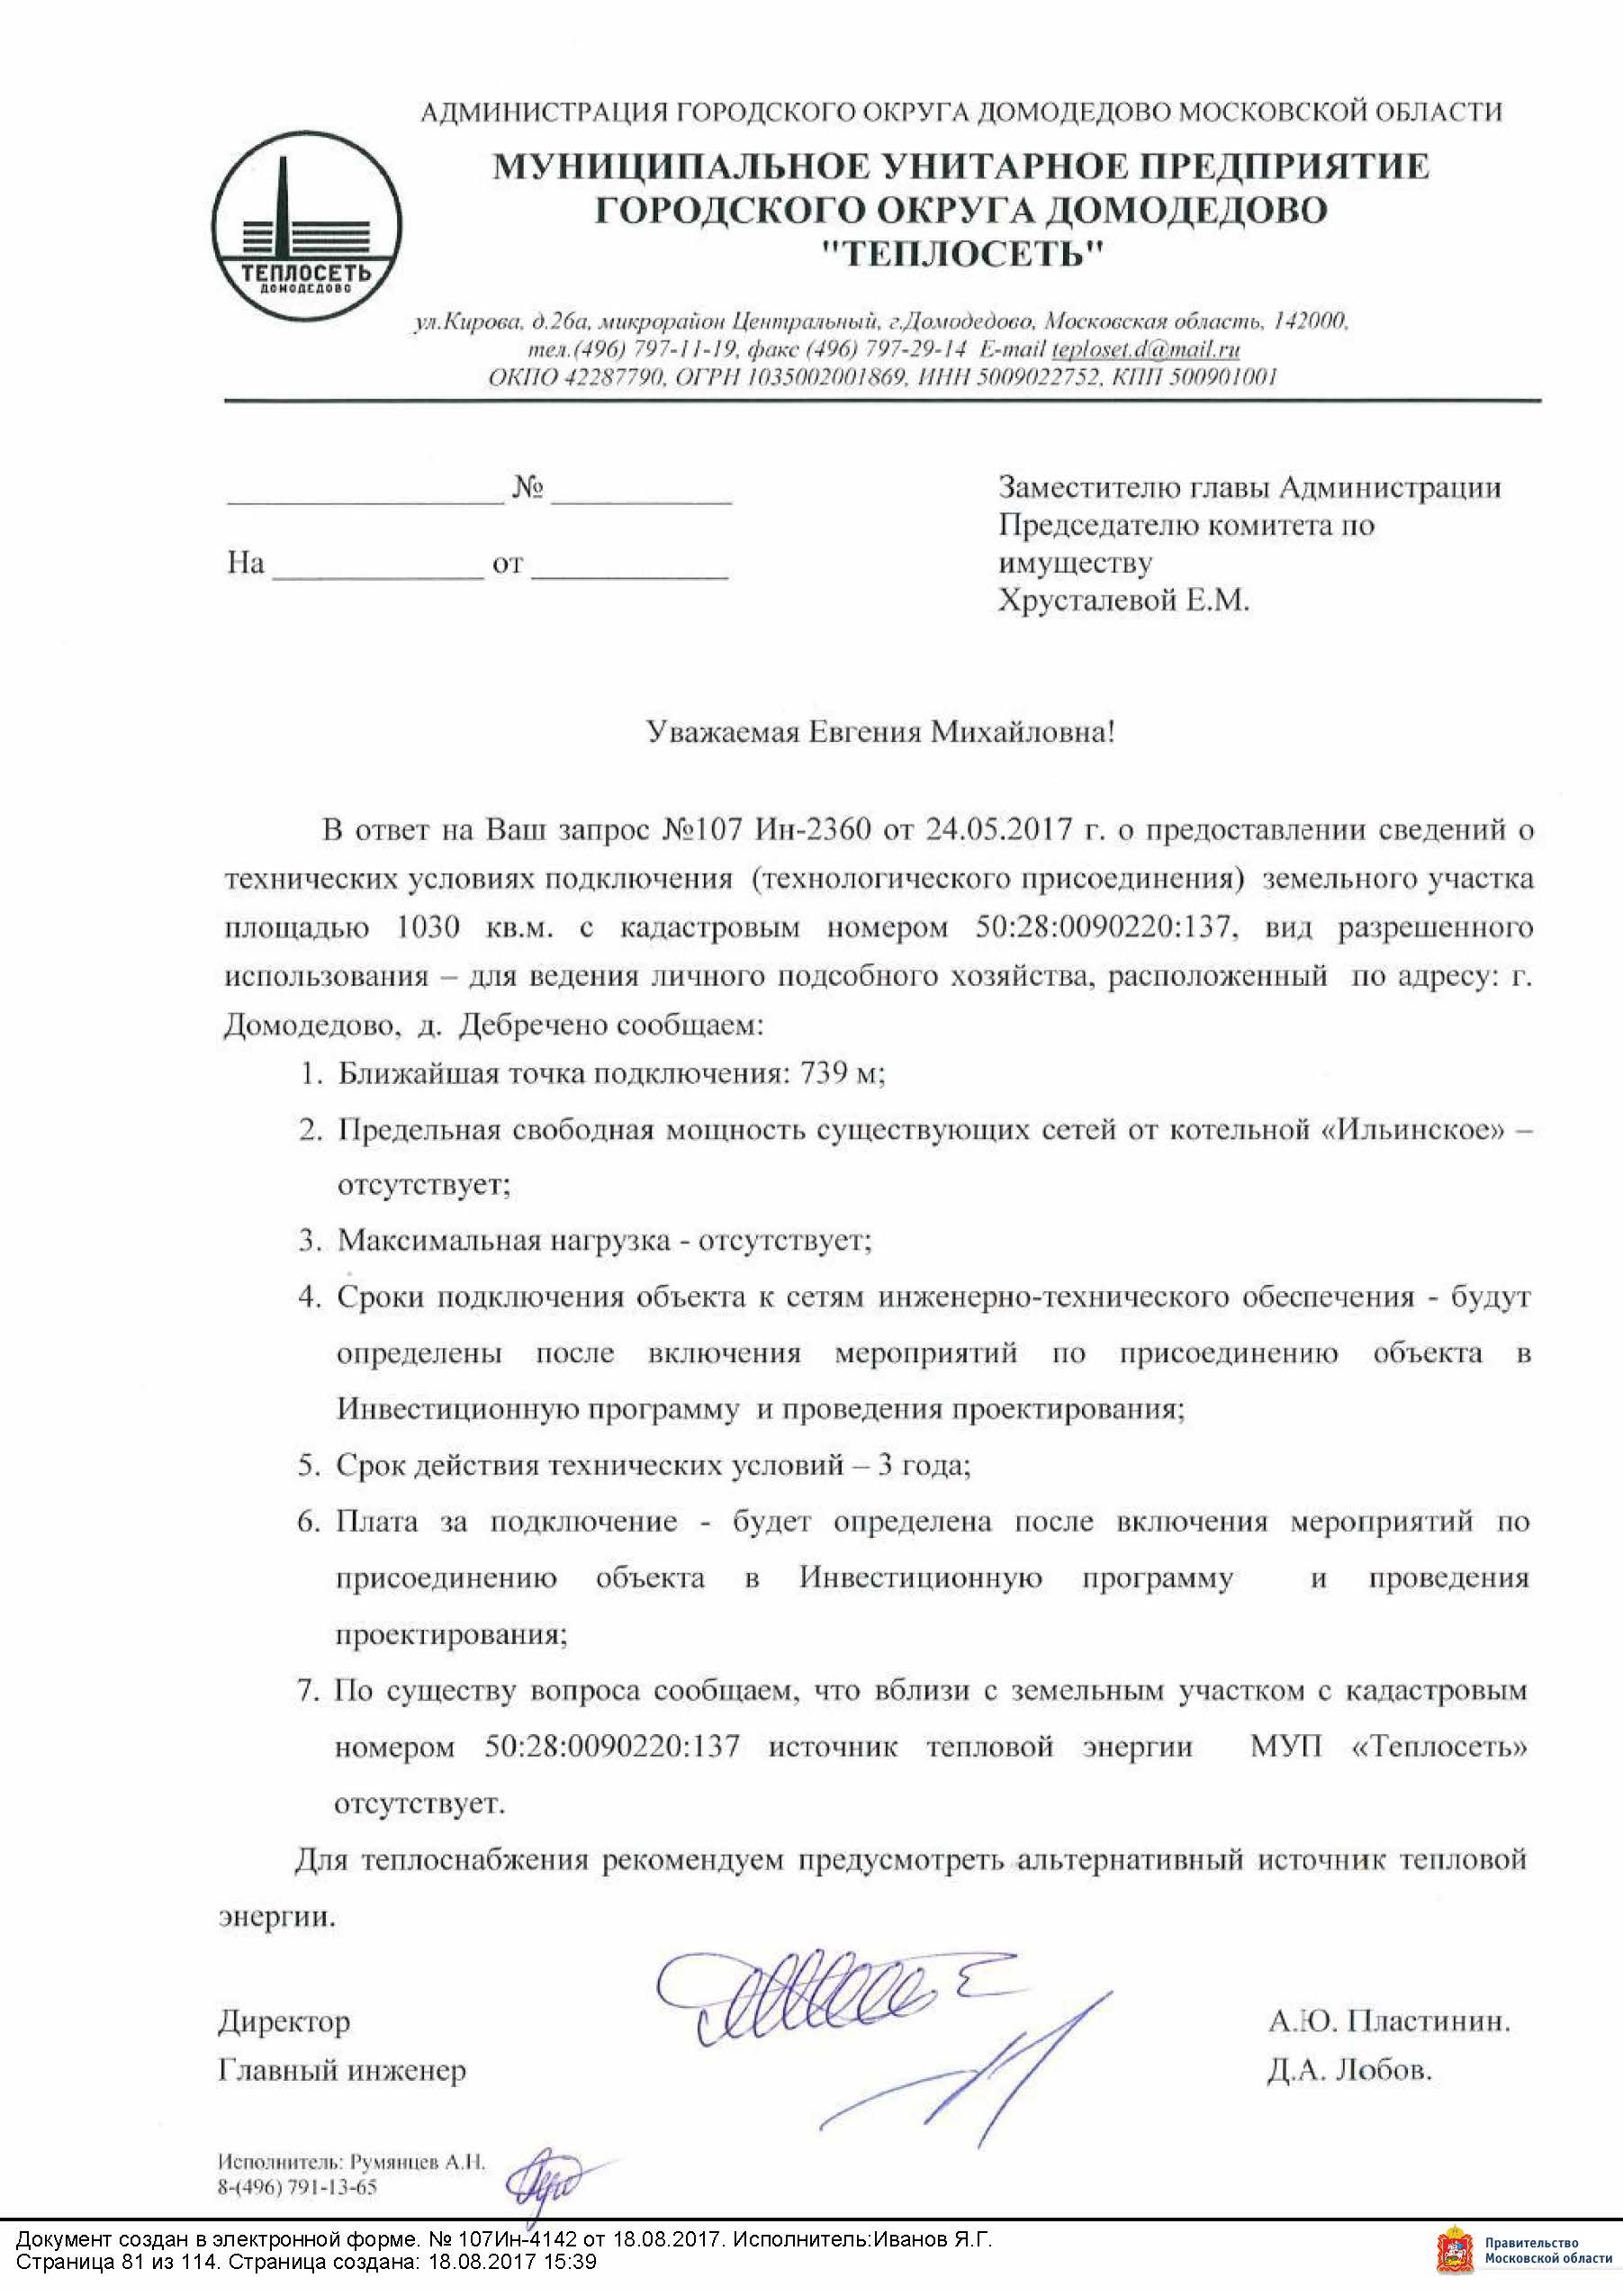 АДМИНИСТРАЦИЯ ГОРОДСКОГО ОКРУГА ДОМОДЕДОВО МОСКОВСКОЙ ОБЛАСТИ
МУНИЦИПАЛЬНОЕ УНИТАРНОЕ ПРЕДПРИЯТИЕ
ГОРОДСКОГО ОКРУГА ДОМОДЕДОВО
"ТЕПЛОСЕТЬ"
ТЕПЛОСЕТЬ
ДОМОДЕДОВО
ул.Кирова, д.26а, микрорайон Центральный, г.Домодедово, Московская область, 142000,
тел.(496) 797-11-19, факс (496) 797-29-14 E-mail teploset.d@mail.ru
ОКПО 42287790, ОГРН 1035002001869, ИНН 5009022752, КПП 500901001
_______________ № __________
На ____________ от ___________
Заместителю главы Администрации
Председателю комитета по
имуществу
Хрусталевой Е.М.
Уважаемая Евгения Михайловна!
В ответ на Ваш запрос №107 Ин-2360 от 24.05.2017 г. о предоставлении сведений о
технических условиях подключения (технологического присоединения) земельного участка
площадью 1030 кв.м. с кадастровым номером 50:28:0090220:137, вид разрешенного
использования – для ведения личного подсобного хозяйства, расположенный по адресу: г.
Домодедово, д. Дебречено сообщаем:
1. Ближайшая точка подключения: 739 м;
2. Предельная свободная мощность существующих сетей от котельной «Ильинское» –
отсутствует;
3. Максимальная нагрузка - отсутствует;
4. Сроки подключения объекта к сетям инженерно-технического обеспечения - будут
определены после включения мероприятий по присоединению объекта в
Инвестиционную программу и проведения проектирования;
5. Срок действия технических условий – 3 года;
6. Плата за подключение - будет определена после включения мероприятий по
присоединению объекта в Инвестиционную программу и проведения
проектирования;
7. По существу вопроса сообщаем, что вблизи с земельным участком с кадастровым
номером 50:28:0090220:137 источник тепловой энергии МУП «Теплосеть»
отсутствует.
Для теплоснабжения рекомендуем предусмотреть альтернативный источник тепловой
энергии.
Директор А.Ю. Пластинин.
Главный инженер Д.А. Лобов.
Исполнитель: Румянцев А.Н.
8-(496) 791-13-65
Документ создан в электронной форме. № 107Ин-4142 от 18.08.2017. Исполнитель:Иванов Я.Г.
Страница 81 из 114. Страница создана: 18.08.2017 15:39
Правительство
Московской области